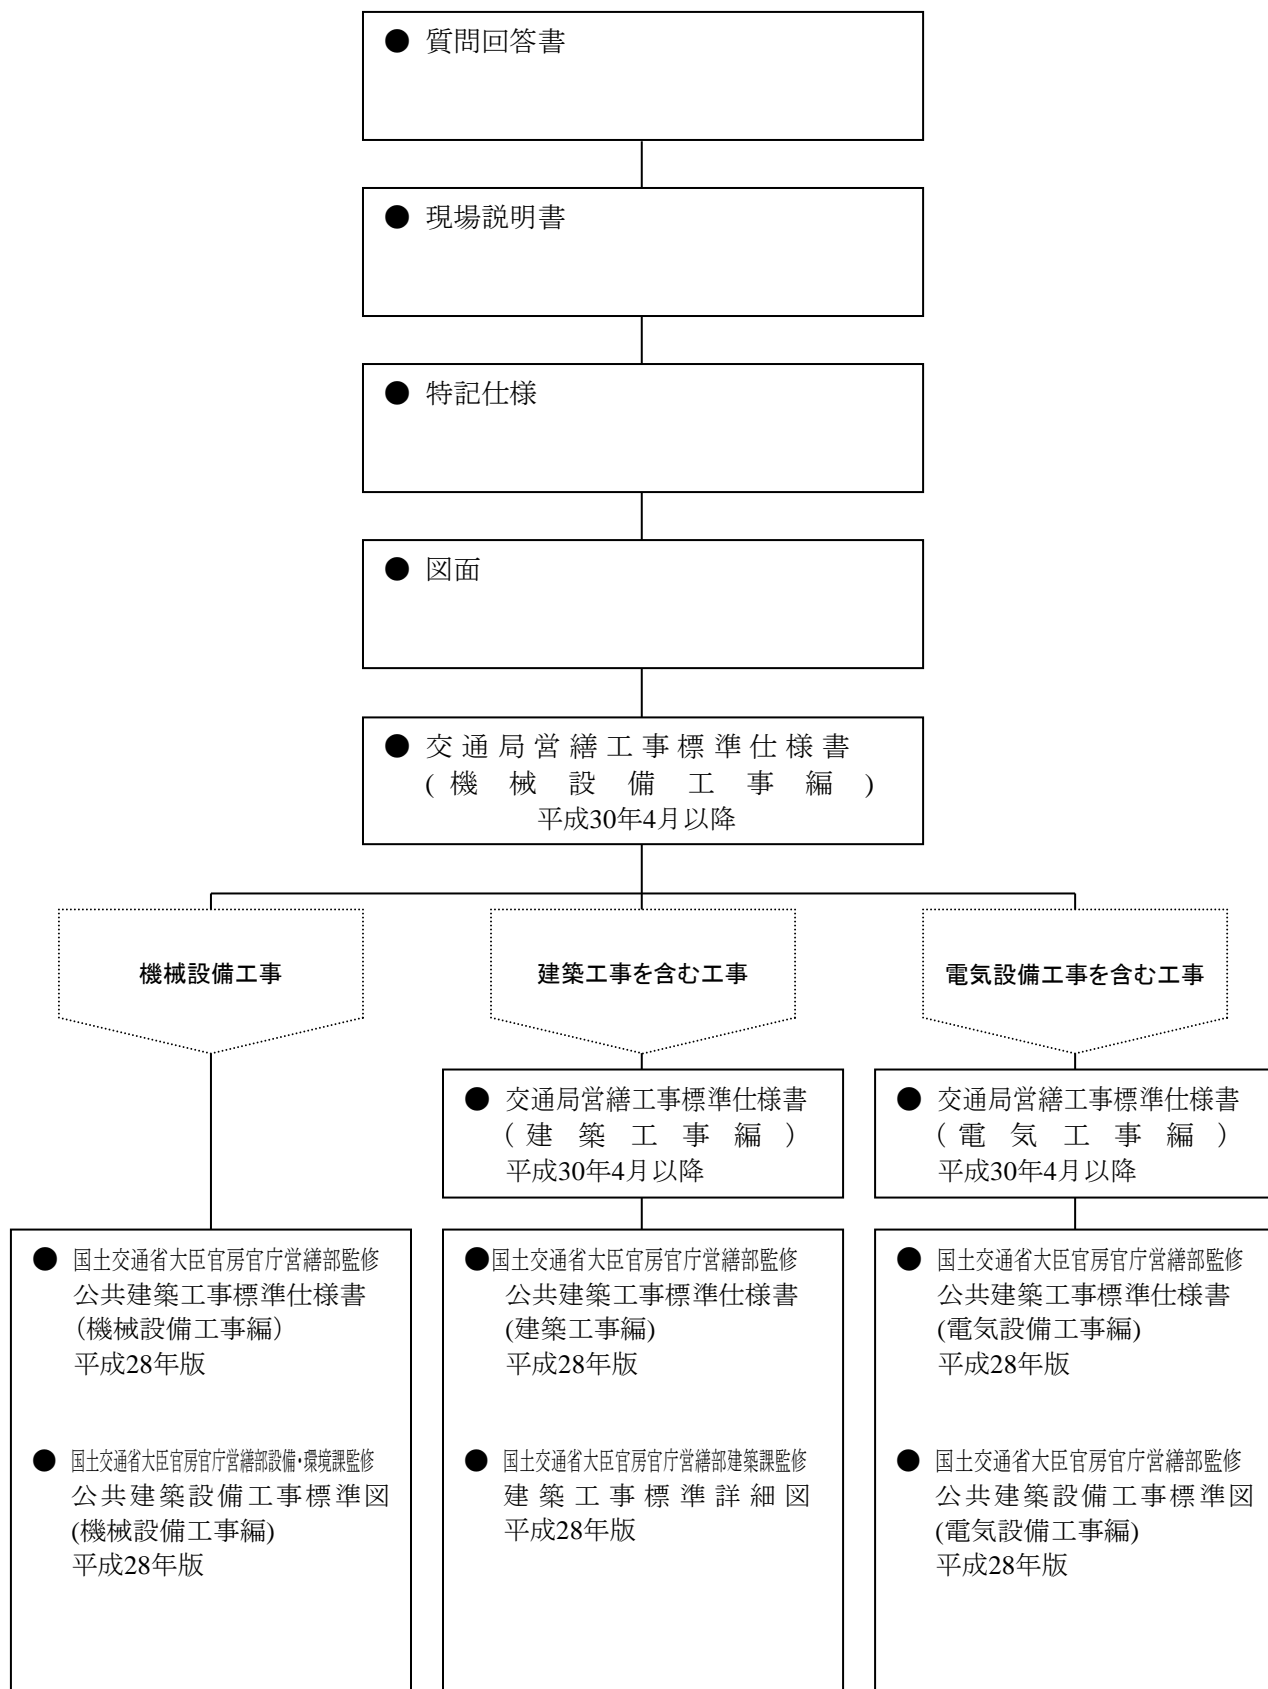 ● 質問回答書
● 現場説明書
● 特記仕様
● 図面
● 交通局営繕工事標準仕様書
(機械設備工事編)
平成30年4月以降
機械設備工事
建築工事を含む工事
電気設備工事を含む工事
● 交通局営繕工事標準仕様書
(建築工事編)
平成30年4月以降
● 交通局営繕工事標準仕様書
(電気工事編)
平成30年4月以降
● 国土交通省大臣官房官庁営繕部監修
公共建築工事標準仕様書
(機械設備工事編)
平成28年版
● 国土交通省大臣官房官庁営繕部設備・環境課監修
公共建築設備工事標準図
(機械設備工事編)
平成28年版
●国土交通省大臣官房官庁営繕部監修
公共建築工事標準仕様書
(建築工事編)
平成28年版
● 国土交通省大臣官房官庁営繕部建築課監修
建築工事標準詳細図
平成28年版
● 国土交通省大臣官房官庁営繕部監修
公共建築工事標準仕様書
(電気設備工事編)
平成28年版
● 国土交通省大臣官房官庁営繕部監修
公共建築設備工事標準図
(電気設備工事編)
平成28年版